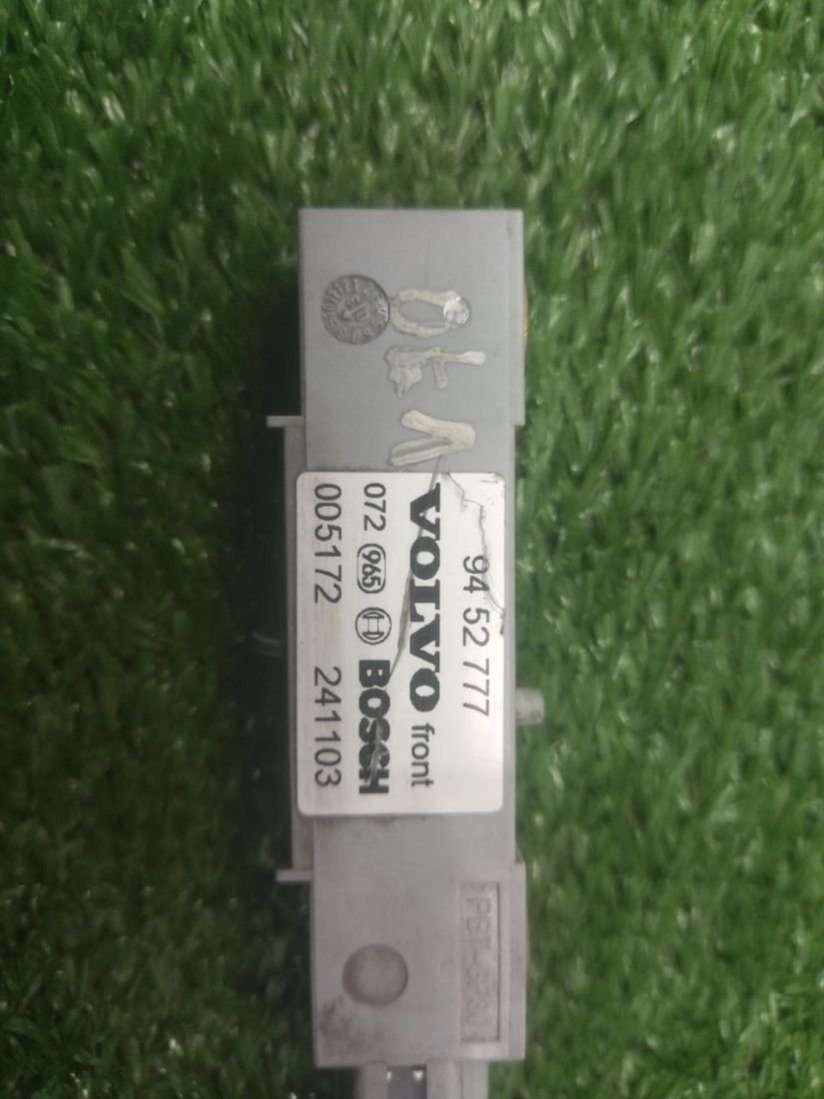 94 52 777
VOLVO front
072 965 BOSCH
005172 241103